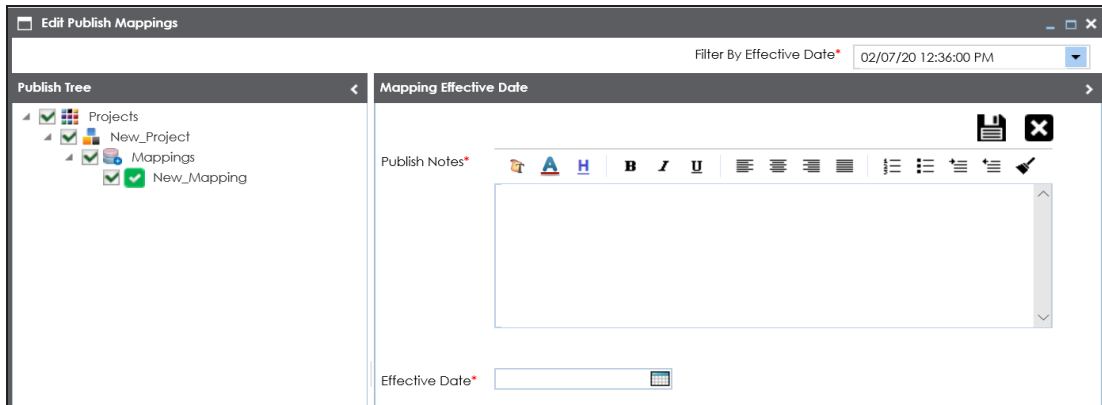 Edit Publish Mappings
Filter By Effective Date* 02/07/20 12:36:00 PM
Publish Tree
Mapping Effective Date
Projects
New_Project
Mappings
New_Mapping
Publish Notes*
A H B I U
Effective Date*